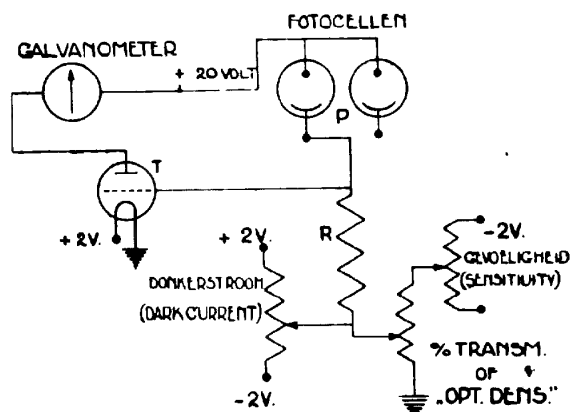 FOTOCELLEN
GALVANOMETER
+ 20 VOLT
P
T
+ 2V.
R
+ 2V.
-2V.
DONKERSTROOM
(DARK CURRENT)
GEVOELIGHEID
(SENSITIVITY)
-2V.
% TRANSM.
OF
„OPT. DENS.”